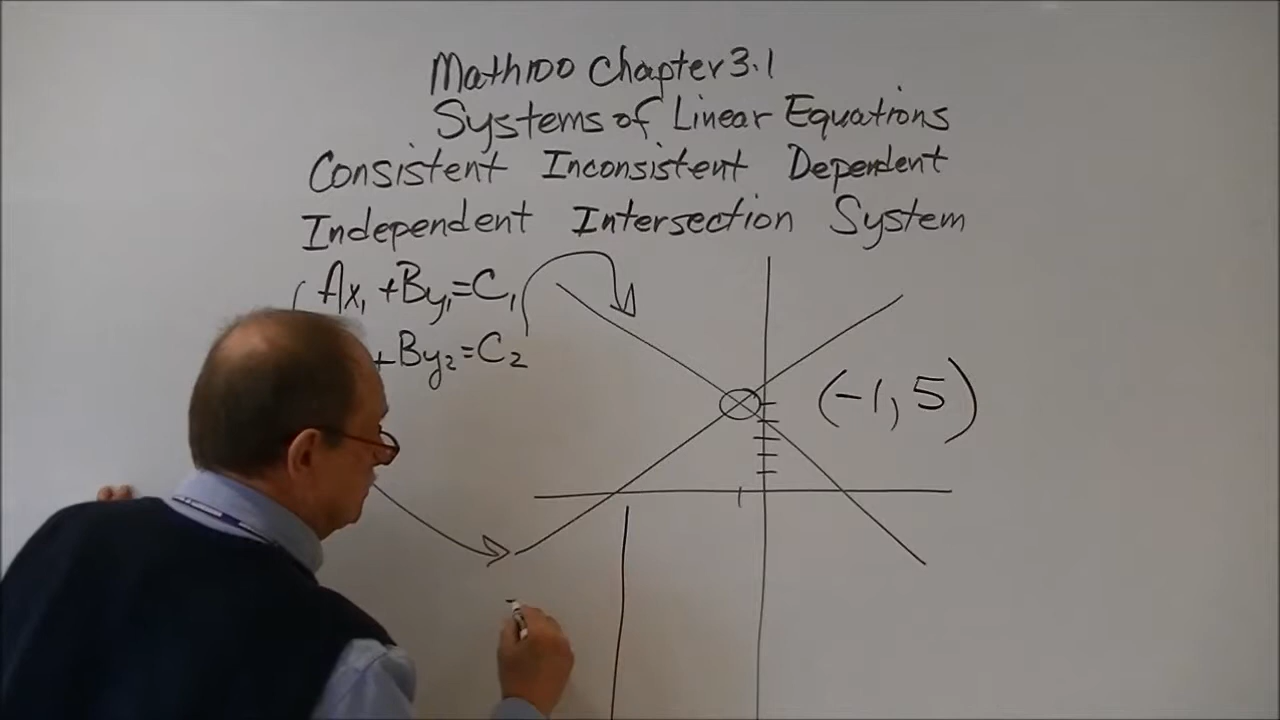 Math100 Chapter 3.1
Systems of Linear Equations
Consistent Inconsistent Dependent
Independent Intersection System
Ax₁ +By₁=C₁
+By₂=C₂
(-1, 5)